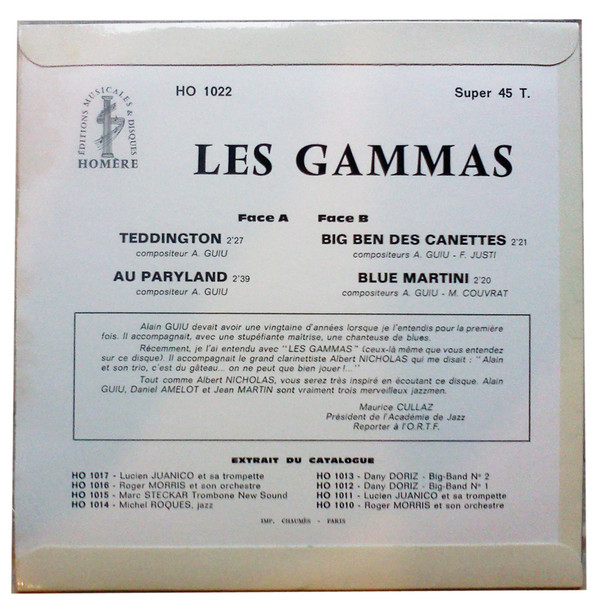 HO 1022
Super 45 T.
ÉDITIONS MUSICALES & DISQUES
HOMÈRE
LES GAMMAS
Face A Face B
TEDDINGTON 2'27
compositeur A. GUIU
AU PARYLAND 2'39
compositeur A. GUIU
BIG BEN DES CANETTES 2'21
compositeurs A. GUIU - F. JUSTI
BLUE MARTINI 2'20
compositeurs A. GUIU - M. COUVRAT
Alain GUIU devait avoir une vingtaine d'années lorsque je l'entendis pour la première
fois. Il accompagnait, avec une stupéfiante maîtrise, une chanteuse de blues.
Récemment, je l'ai entendu avec "LES GAMMAS" (ceux-là même que vous entendez
sur ce disque). Il accompagnait le grand clarinettiste Albert NICHOLAS qui me disait : "Alain
et son trio, c'est du gâteau... on ne peut que bien jouer !..."
Tout comme Albert NICHOLAS, vous serez très inspiré en écoutant ce disque. Alain
GUIU, Daniel AMELOT et Jean MARTIN sont vraiment trois merveilleux jazzmen.
Maurice CULLAZ
Président de l'Académie de Jazz
Reporter à l'O.R.T.F.
EXTRAIT DU CATALOGUE
HO 1017 - Lucien JUANICO et sa trompette
HO 1016 - Roger MORRIS et son orchestre
HO 1015 - Marc STECKAR Trombone New Sound
HO 1014 - Michel ROQUES, jazz
HO 1013 - Dany DORIZ - Big-Band N° 2
HO 1012 - Dany DORIZ - Big-Band N° 1
HO 1011 - Lucien JUANICO et sa trompette
HO 1010 - Roger MORRIS et son orchestre
IMP. CHAUMÈS - PARIS